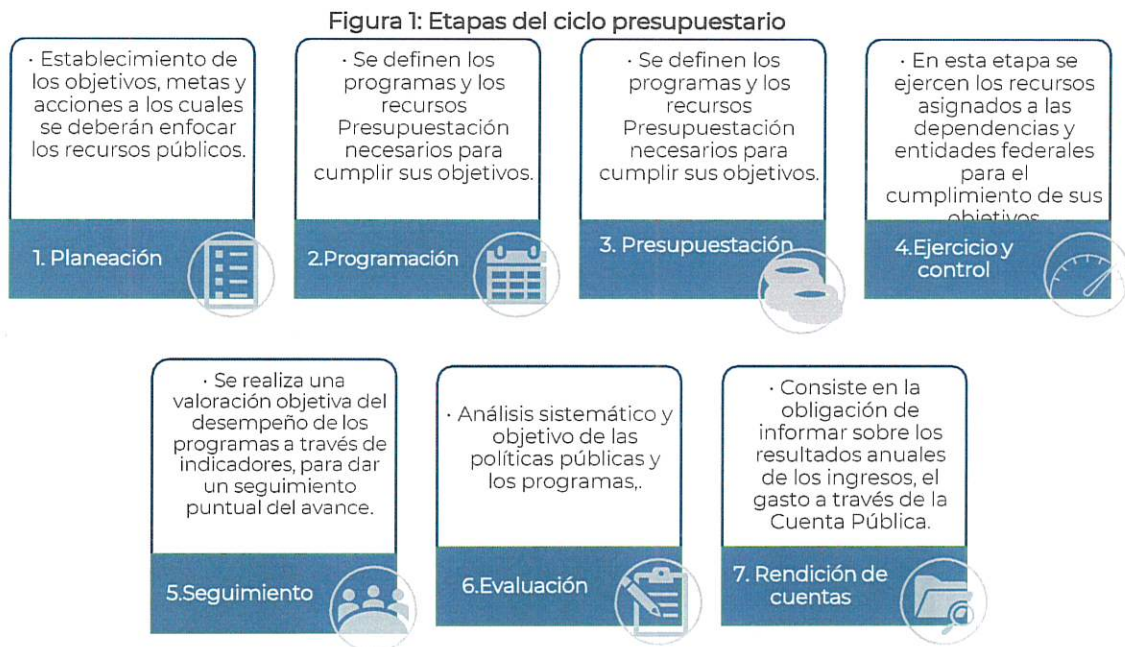 Figura 1: Etapas del ciclo presupuestario
· Establecimiento de
los objetivos, metas y
acciones a los cuales
se deberán enfocar
los recursos públicos.
1. Planeación
· Se definen los
programas y los
recursos
Presupuestación
necesarios para
cumplir sus objetivos.
2.Programación
· Se definen los
programas y los
recursos
Presupuestación
necesarios para
cumplir sus objetivos.
3. Presupuestación
· En esta etapa se
ejercen los recursos
asignados a las
dependencias y
entidades federales
para el
cumplimiento de sus
objetivos
4.Ejercicio y
control
· Se realiza una
valoración objetiva del
desempeño de los
programas a través de
indicadores, para dar
un seguimiento
puntual del avance.
5.Seguimiento
· Análisis sistemático y
objetivo de las
políticas públicas y
los programas,.
6.Evaluación
· Consiste en la
obligación de
informar sobre los
resultados anuales
de los ingresos, el
gasto a través de la
Cuenta Pública.
7. Rendición de
cuentas